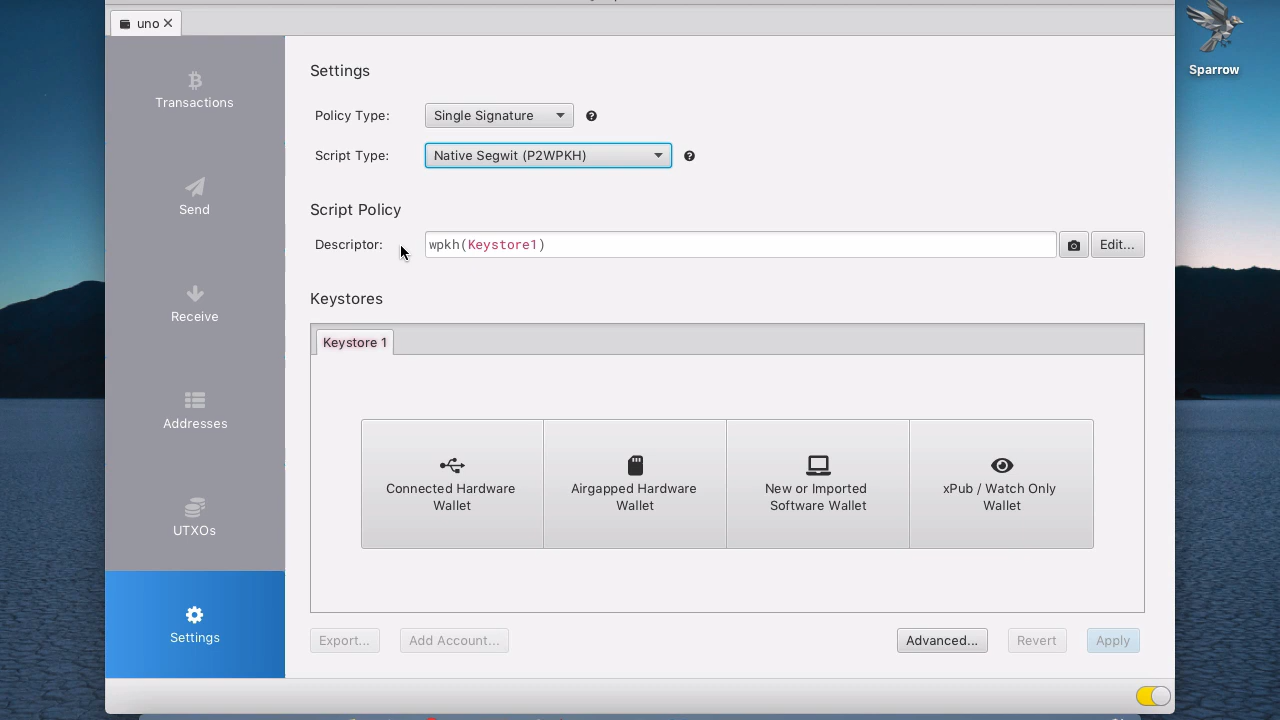 uno
Sparrow
Transactions
Send
Receive
Addresses
UTXOs
Settings
Settings
Policy Type:
Single Signature
Script Type:
Native Segwit (P2WPKH)
Script Policy
Descriptor:
wpkh(Keystore1)
Edit...
Keystores
Keystore 1
Connected Hardware
Wallet
Airgapped Hardware
Wallet
New or Imported
Software Wallet
xPub / Watch Only
Wallet
Export...
Add Account...
Advanced...
Revert
Apply